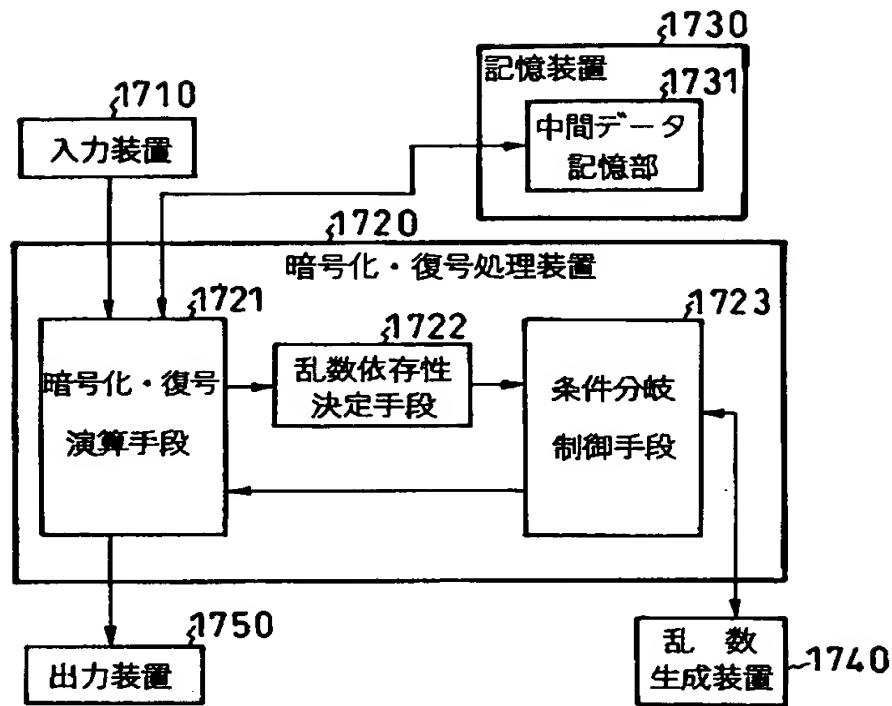 1730
記憶装置
1731
中間データ
記憶部
1710
入力装置
1720
暗号化・復号処理装置
1721
暗号化・復号
演算手段
1722
乱数依存性
決定手段
1723
条件分岐
制御手段
1750
出力装置
乱 数
生成装置
1740